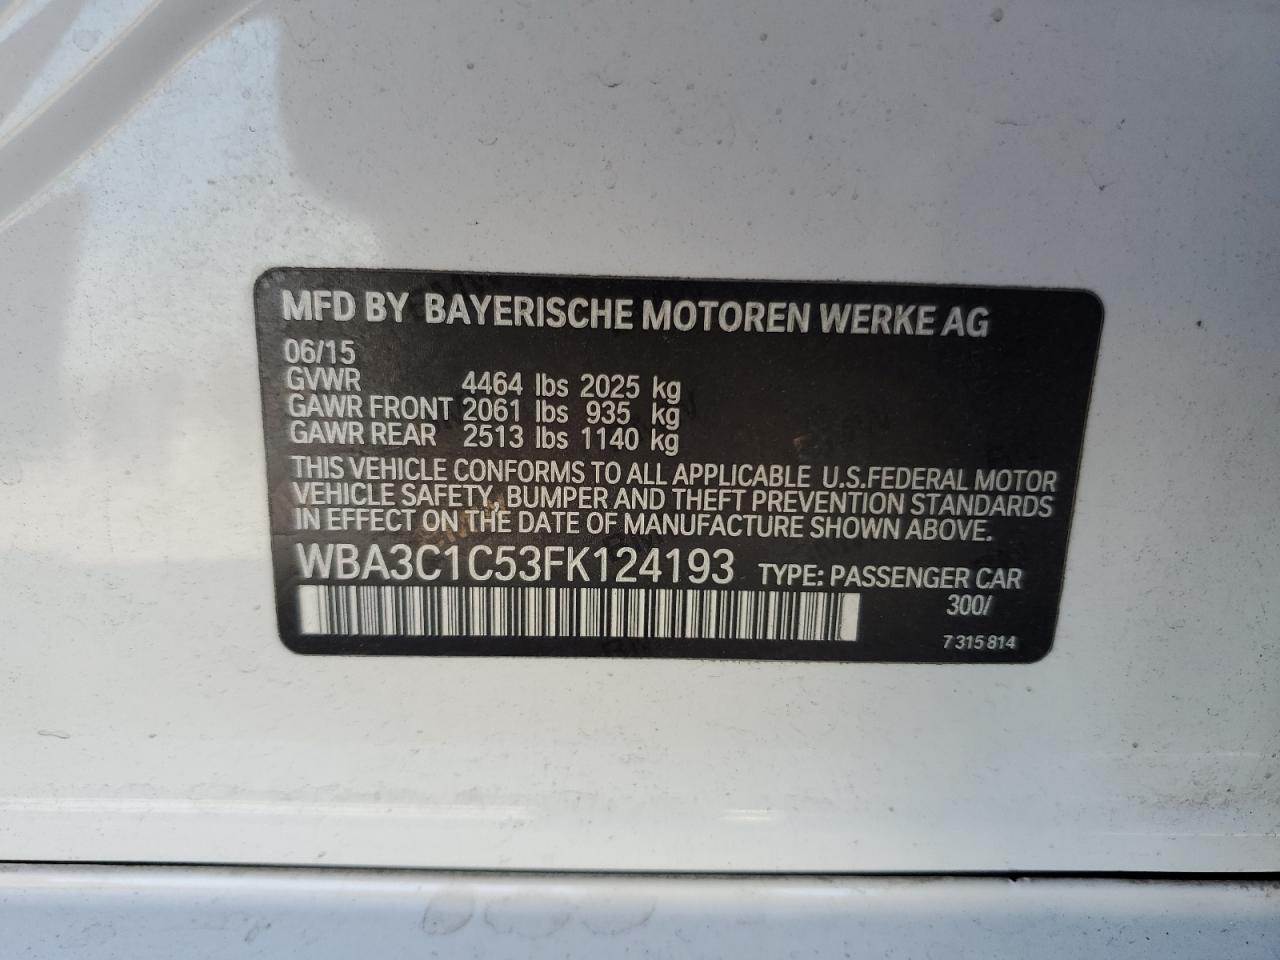 MFD BY BAYERISCHE MOTOREN WERKE AG
06/15
GVWR 4464 lbs 2025 kg
GAWR FRONT 2061 lbs 935 kg
GAWR REAR 2513 lbs 1140 kg
THIS VEHICLE CONFORMS TO ALL APPLICABLE U.S.FEDERAL MOTOR
VEHICLE SAFETY, BUMPER AND THEFT PREVENTION STANDARDS
IN EFFECT ON THE DATE OF MANUFACTURE SHOWN ABOVE.
WBA3C1C53FK124193 TYPE: PASSENGER CAR
300/
7 315 814